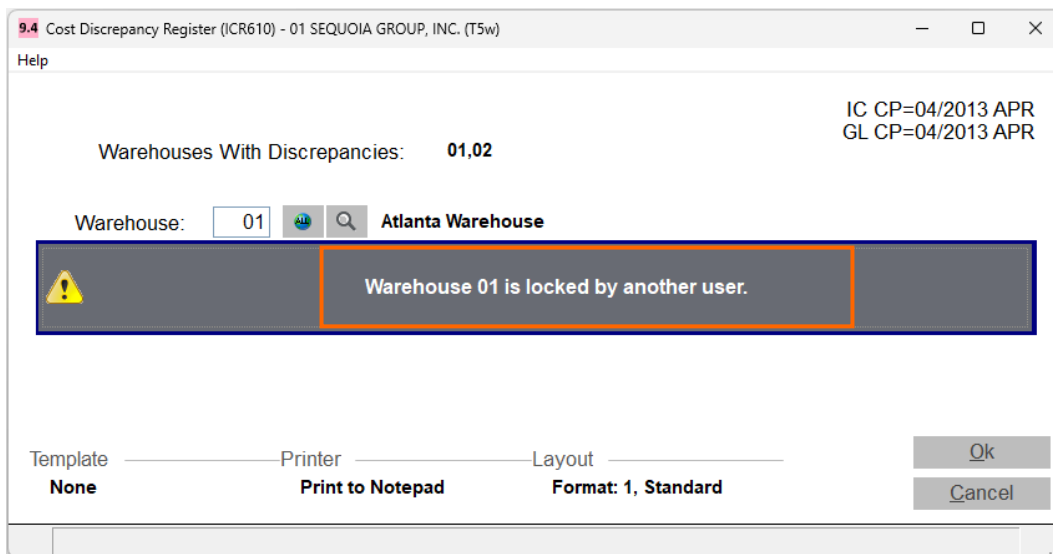 9.4 Cost Discrepancy Register (ICR610) - 01 SEQUOIA GROUP, INC. (T5w)
Help
IC CP=04/2013 APR
GL CP=04/2013 APR
Warehouses With Discrepancies: 01,02
Warehouse: 01 ALL Atlanta Warehouse
Warehouse 01 is locked by another user.
Template Printer Layout
None Print to Notepad Format: 1, Standard
Ok
Cancel